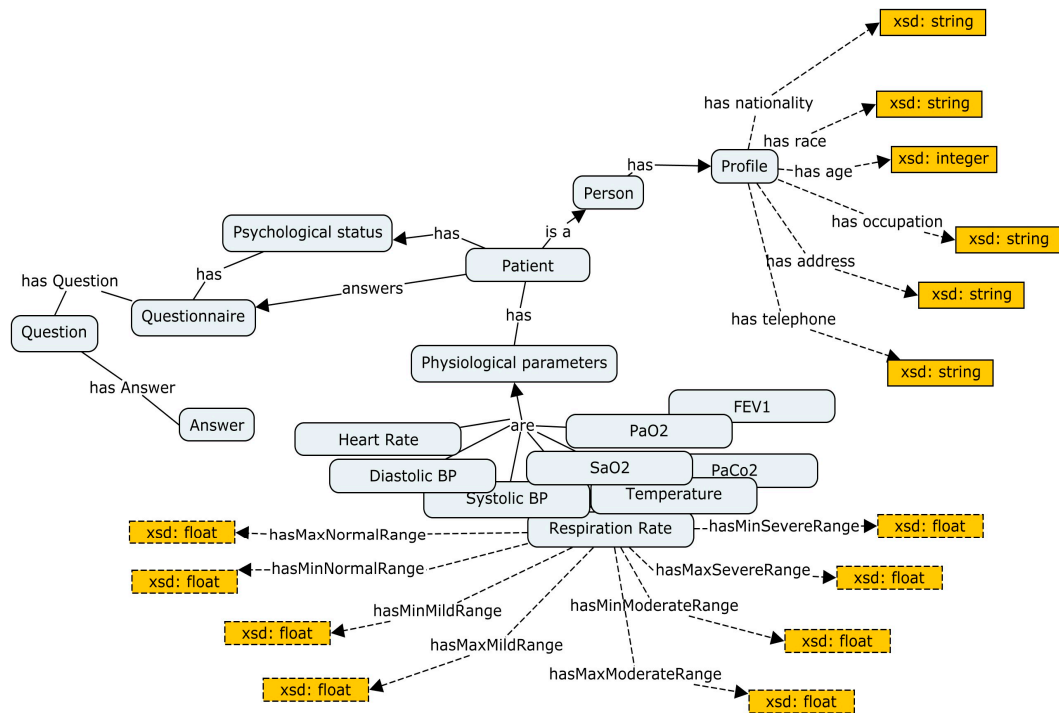 xsd: string
has nationality
xsd: string
has race
xsd: integer
has age
Profile
has
Person
is a
has occupation
xsd: string
Psychological status
has
Patient
has address
xsd: string
has
answers
has Question
Questionnaire
Question
has
has telephone
Physiological parameters
xsd: string
has Answer
Answer
FEV1
are
PaO2
Heart Rate
SaO2
PaCo2
Diastolic BP
Systolic BP
Temperature
Respiration Rate
hasMinSevereRange
xsd: float
xsd: float
hasMaxNormalRange
hasMinNormalRange
hasMaxSevereRange
xsd: float
xsd: float
hasMinMildRange
hasMinModerateRange
xsd: float
xsd: float
hasMaxMildRange
hasMaxModerateRange
xsd: float
xsd: float